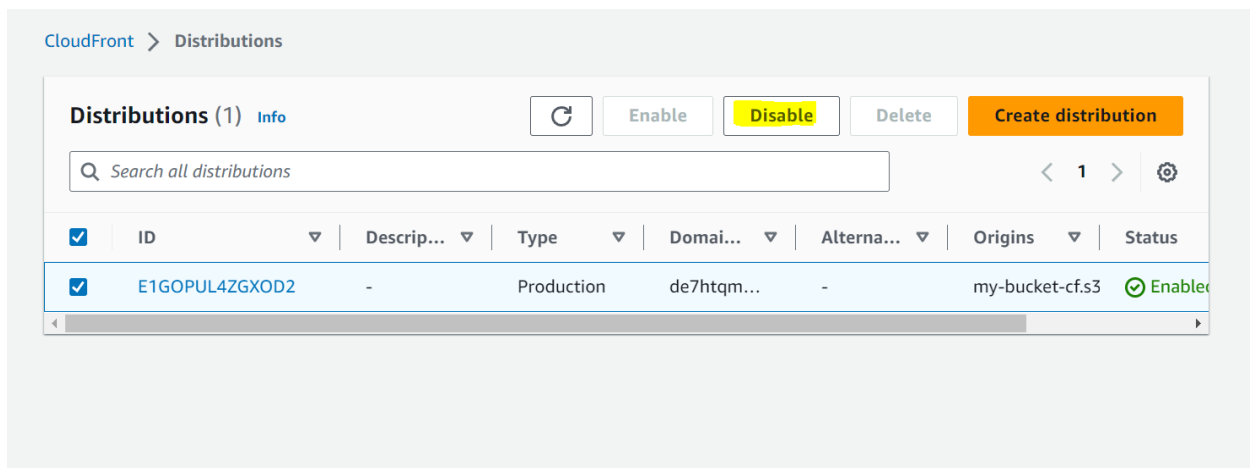 CloudFront > Distributions
Distributions (1) Info
Enable
Disable
Delete
Create distribution
Search all distributions
1
ID
Descrip...
Type
Domai...
Alterna...
Origins
Status
E1GOPUL4ZGXOD2
-
Production
de7htqm...
-
my-bucket-cf.s3
Enabled